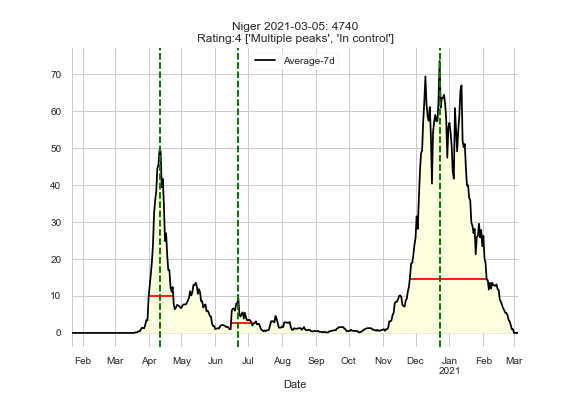 Niger 2021-03-05: 4740
Rating:4 ['Multiple peaks', 'In control']
Average-7d
70
60
50
40
30
20
10
0
Feb Mar Apr May Jun Jul Aug Sep Oct Nov Dec Jan Feb Mar
2021
Date